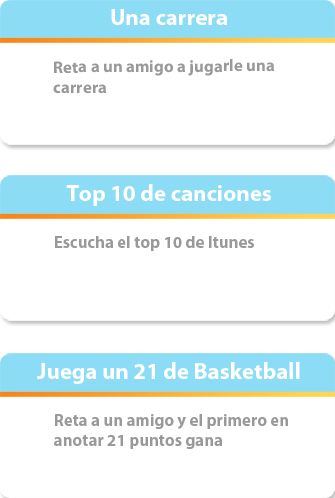 Una carrera
Reta a un amigo a jugarle una
carrera
Top 10 de canciones
Escucha el top 10 de Itunes
Juega un 21 de Basketball
Reta a un amigo y el primero en
anotar 21 puntos gana